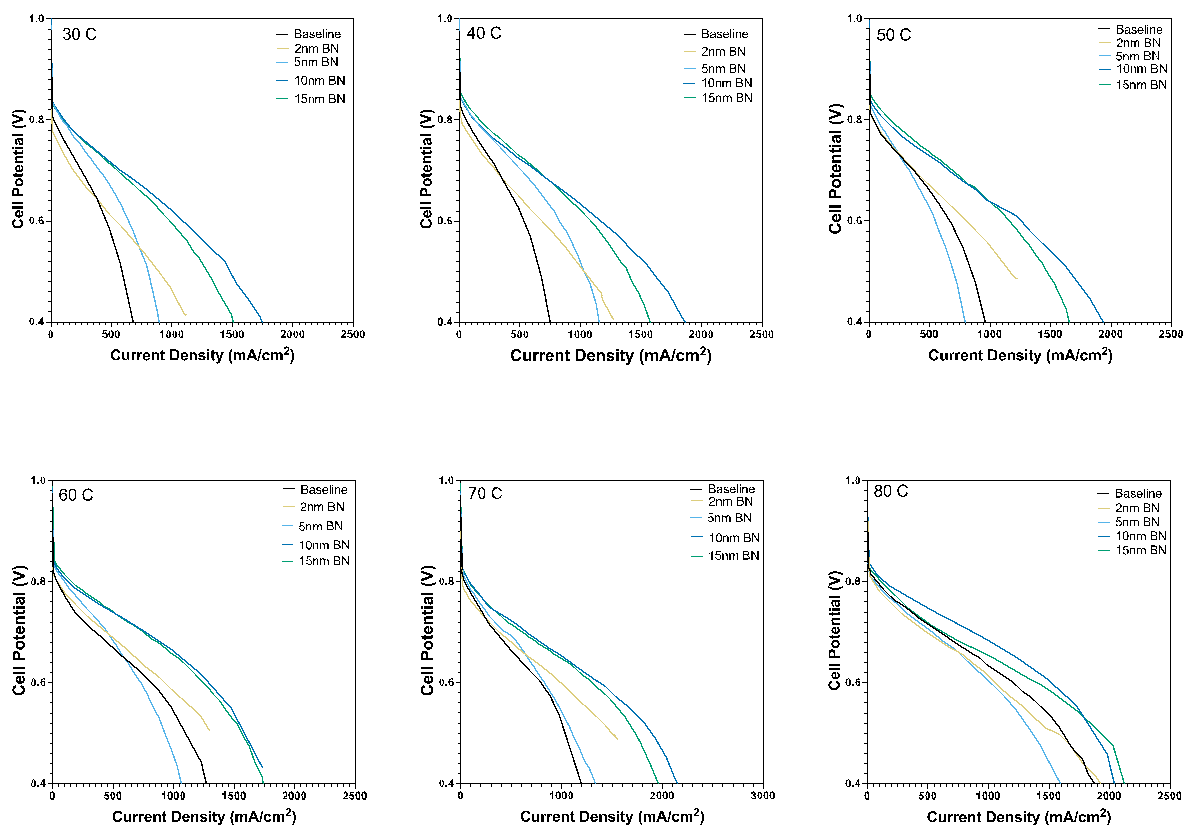 30 C
Baseline
2nm BN
5nm BN
10nm BN
15nm BN
1.0
0.8
0.6
0.4
Cell Potential (V)
0 500 1000 1500 2000 2500
Current Density (mA/cm²)
40 C
Baseline
2nm BN
5nm BN
10nm BN
15nm BN
1.0
0.8
0.6
0.4
Cell Potential (V)
0 500 1000 1500 2000 2500
Current Density (mA/cm²)
50 C
Baseline
2nm BN
5nm BN
10nm BN
15nm BN
1.0
0.8
0.6
0.4
Cell Potential (V)
0 500 1000 1500 2000 2500
Current Density (mA/cm²)
60 C
Baseline
2nm BN
5nm BN
10nm BN
15nm BN
1.0
0.8
0.6
0.4
Cell Potential (V)
0 500 1000 1500 2000 2500
Current Density (mA/cm²)
70 C
Baseline
2nm BN
5nm BN
10nm BN
15nm BN
1.0
0.8
0.6
0.4
Cell Potential (V)
0 500 1000 1500 2000 2500 3000
Current Density (mA/cm²)
80 C
Baseline
2nm BN
5nm BN
10nm BN
15nm BN
1.0
0.8
0.6
0.4
Cell Potential (V)
0 500 1000 1500 2000 2500
Current Density (mA/cm²)